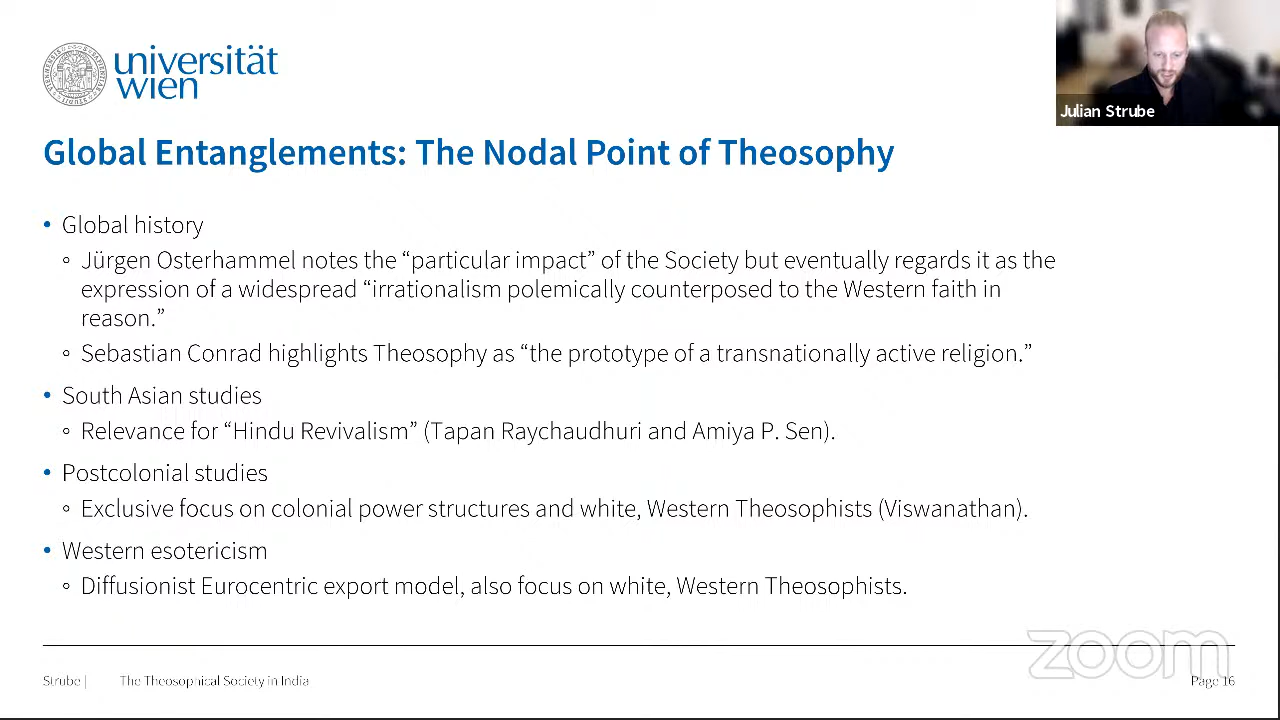 universität
wien
Julian Strube
Global Entanglements: The Nodal Point of Theosophy
• Global history
◦ Jürgen Osterhammel notes the “particular impact” of the Society but eventually regards it as the
expression of a widespread “irrationalism polemically counterposed to the Western faith in
reason.”
◦ Sebastian Conrad highlights Theosophy as “the prototype of a transnationally active religion.”
• South Asian studies
◦ Relevance for “Hindu Revivalism” (Tapan Raychaudhuri and Amiya P. Sen).
• Postcolonial studies
◦ Exclusive focus on colonial power structures and white, Western Theosophists (Viswanathan).
• Western esotericism
◦ Diffusionist Eurocentric export model, also focus on white, Western Theosophists.
zoom
Strube | The Theosophical Society in India Page 16